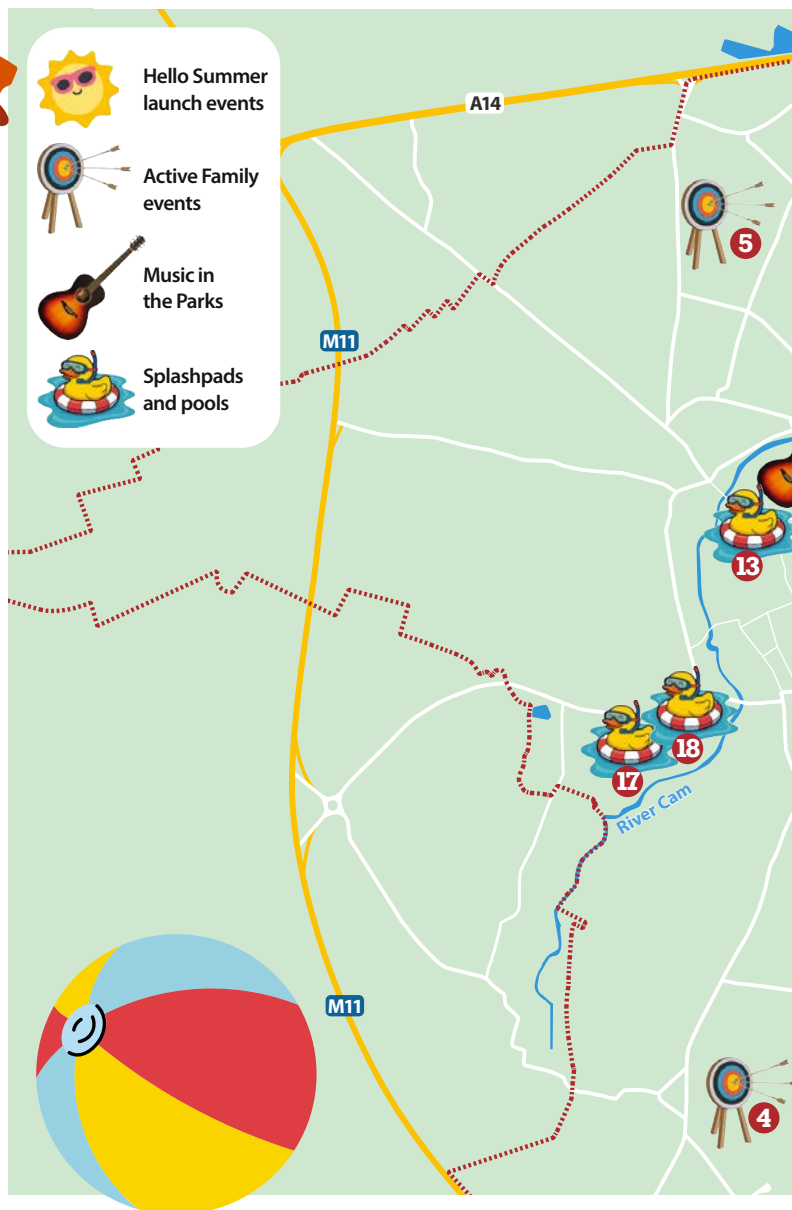 Hello Summer
launch events
Active Family
events
Music in
the Parks
Splashpads
and pools
A14
5
M11
13
18
17
River Cam
M11
4